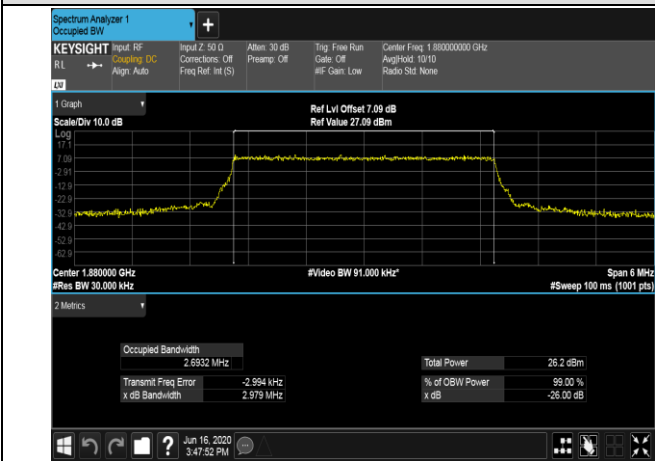 Spectrum Analyzer 1
Occupied BW
+
KEYSIGHT Input: RF Input Z: 50 Ω Atten: 30 dB Trig: Free Run Center Freq: 1.880000000 GHz
RL Coupling: DC Corrections: Off Preamp: Off Gate: Off Avg|Hold: 10/10
Align: Auto Freq Ref: Int (S) #IF Gain: Low Radio Std: None
LXI
1 Graph
Ref Lvl Offset 7.09 dB
Scale/Div 10.0 dB Ref Value 27.09 dBm
Log
17.1
7.09
-2.91
-12.9
-22.9
-32.9
-42.9
-52.9
-62.9
Center 1.880000 GHz #Video BW 91.000 kHz* Span 6 MHz
#Res BW 30.000 kHz #Sweep 100 ms (1001 pts)
2 Metrics
Occupied Bandwidth
2.6932 MHz Total Power 26.2 dBm
Transmit Freq Error -2.994 kHz % of OBW Power 99.00 %
x dB Bandwidth 2.979 MHz x dB -26.00 dB
? Jun 16, 2020
3:47:52 PM